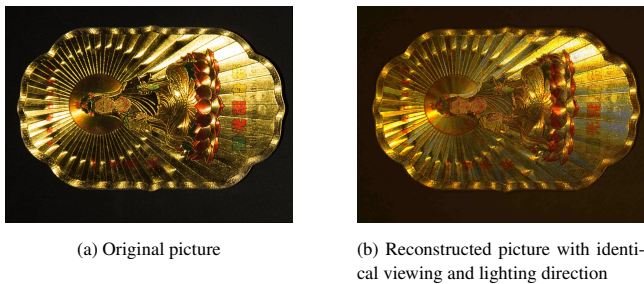 (a) Original picture
(b) Reconstructed picture with identi-
cal viewing and lighting direction